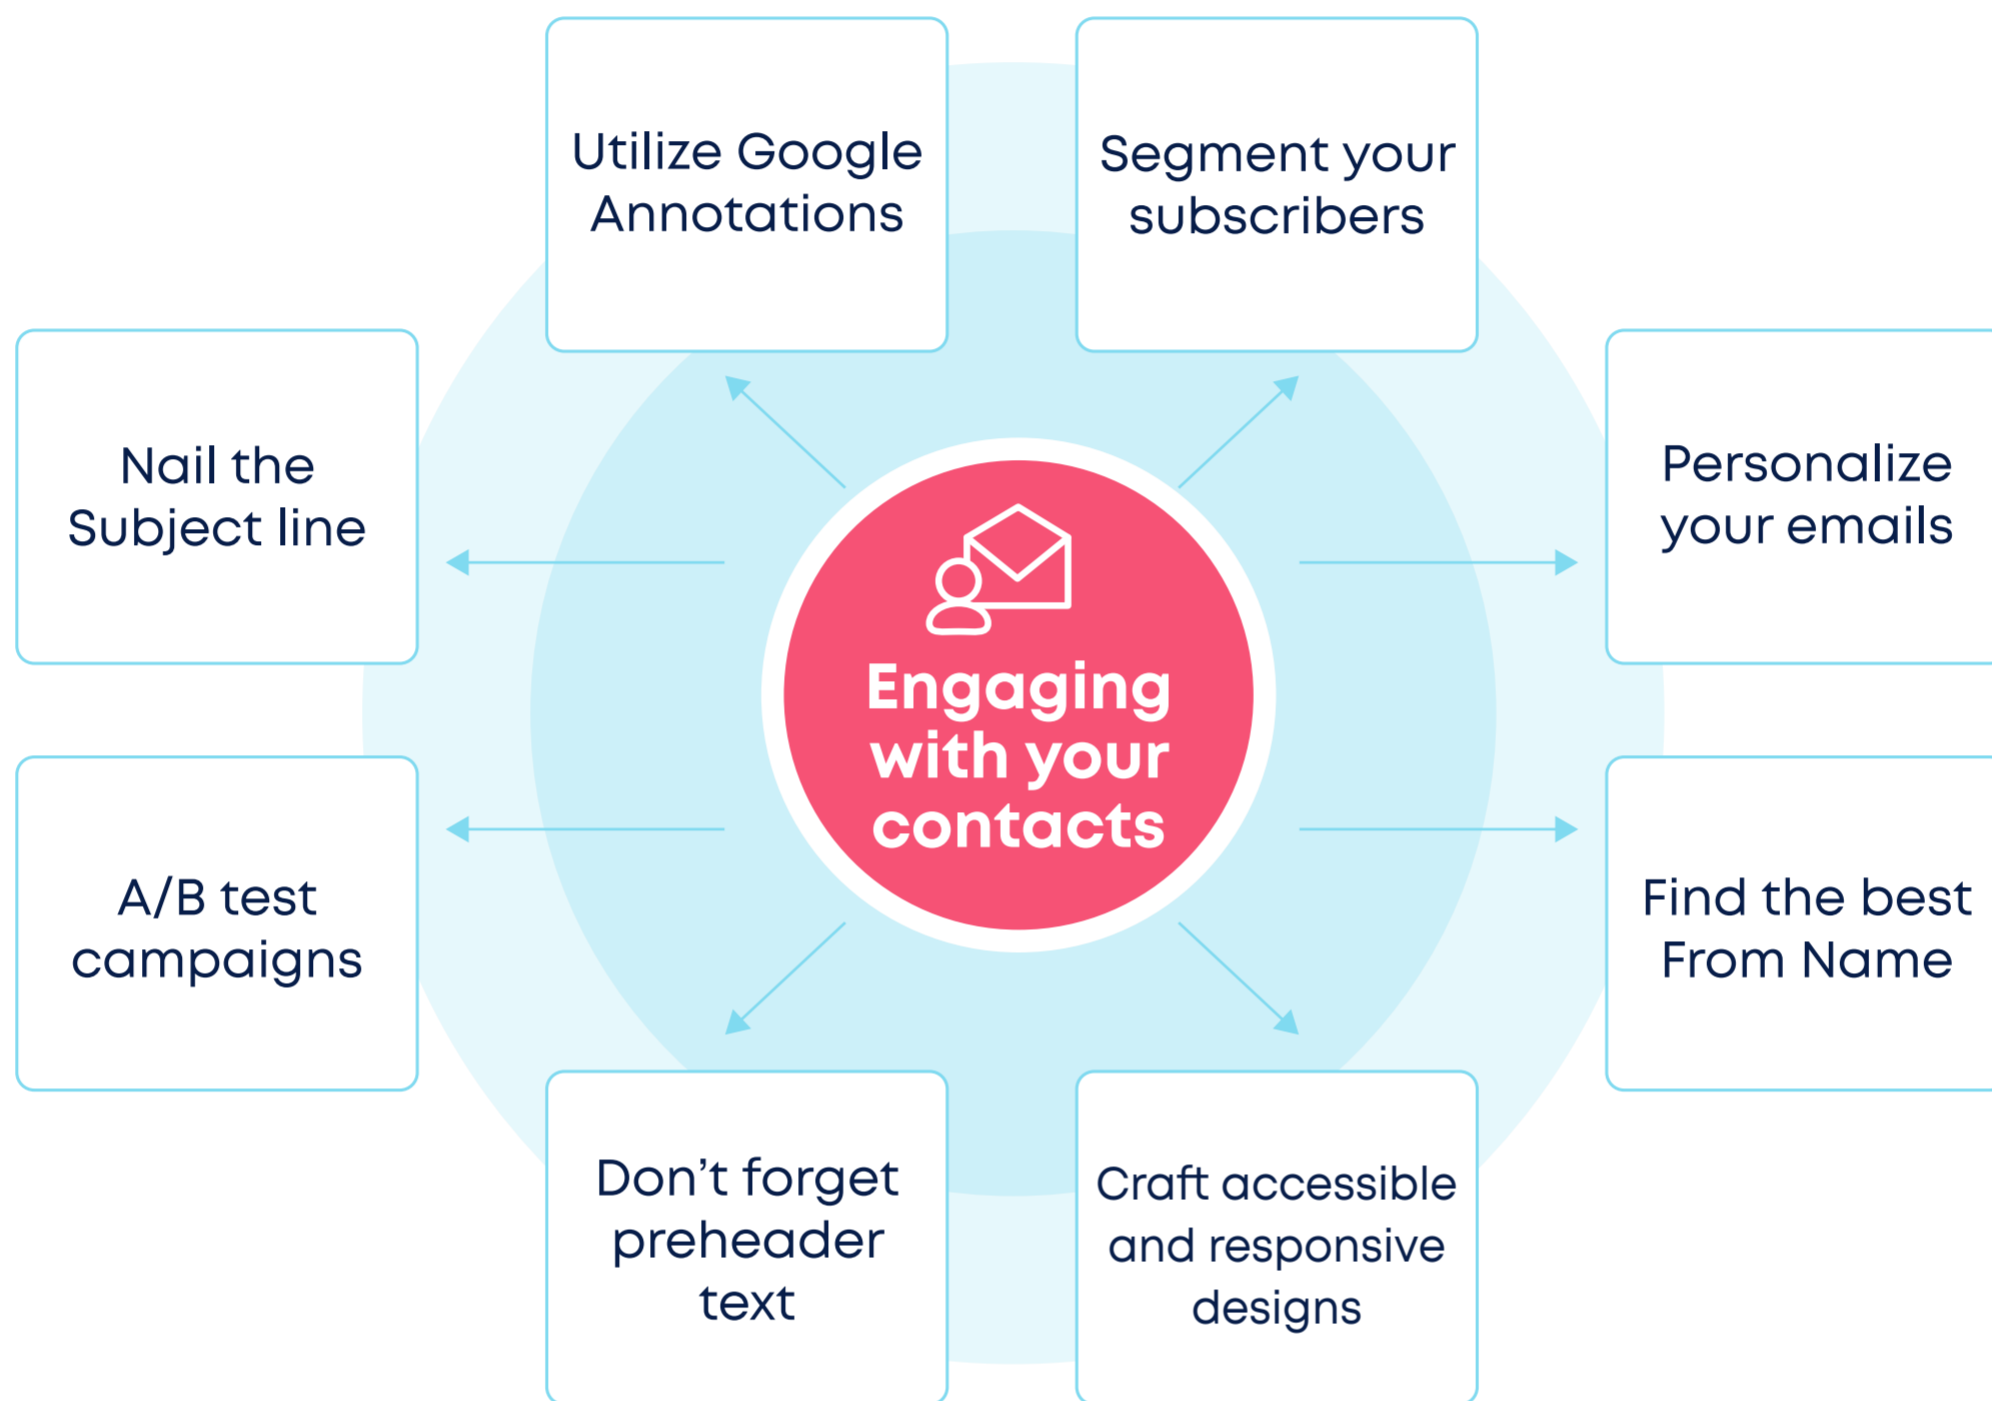 Utilize Google
Annotations
Segment your
subscribers
Nail the
Subject line
Personalize
your emails
Engaging
with your
contacts
A/B test
campaigns
Find the best
From Name
Don’t forget
preheader
text
Craft accessible
and responsive
designs